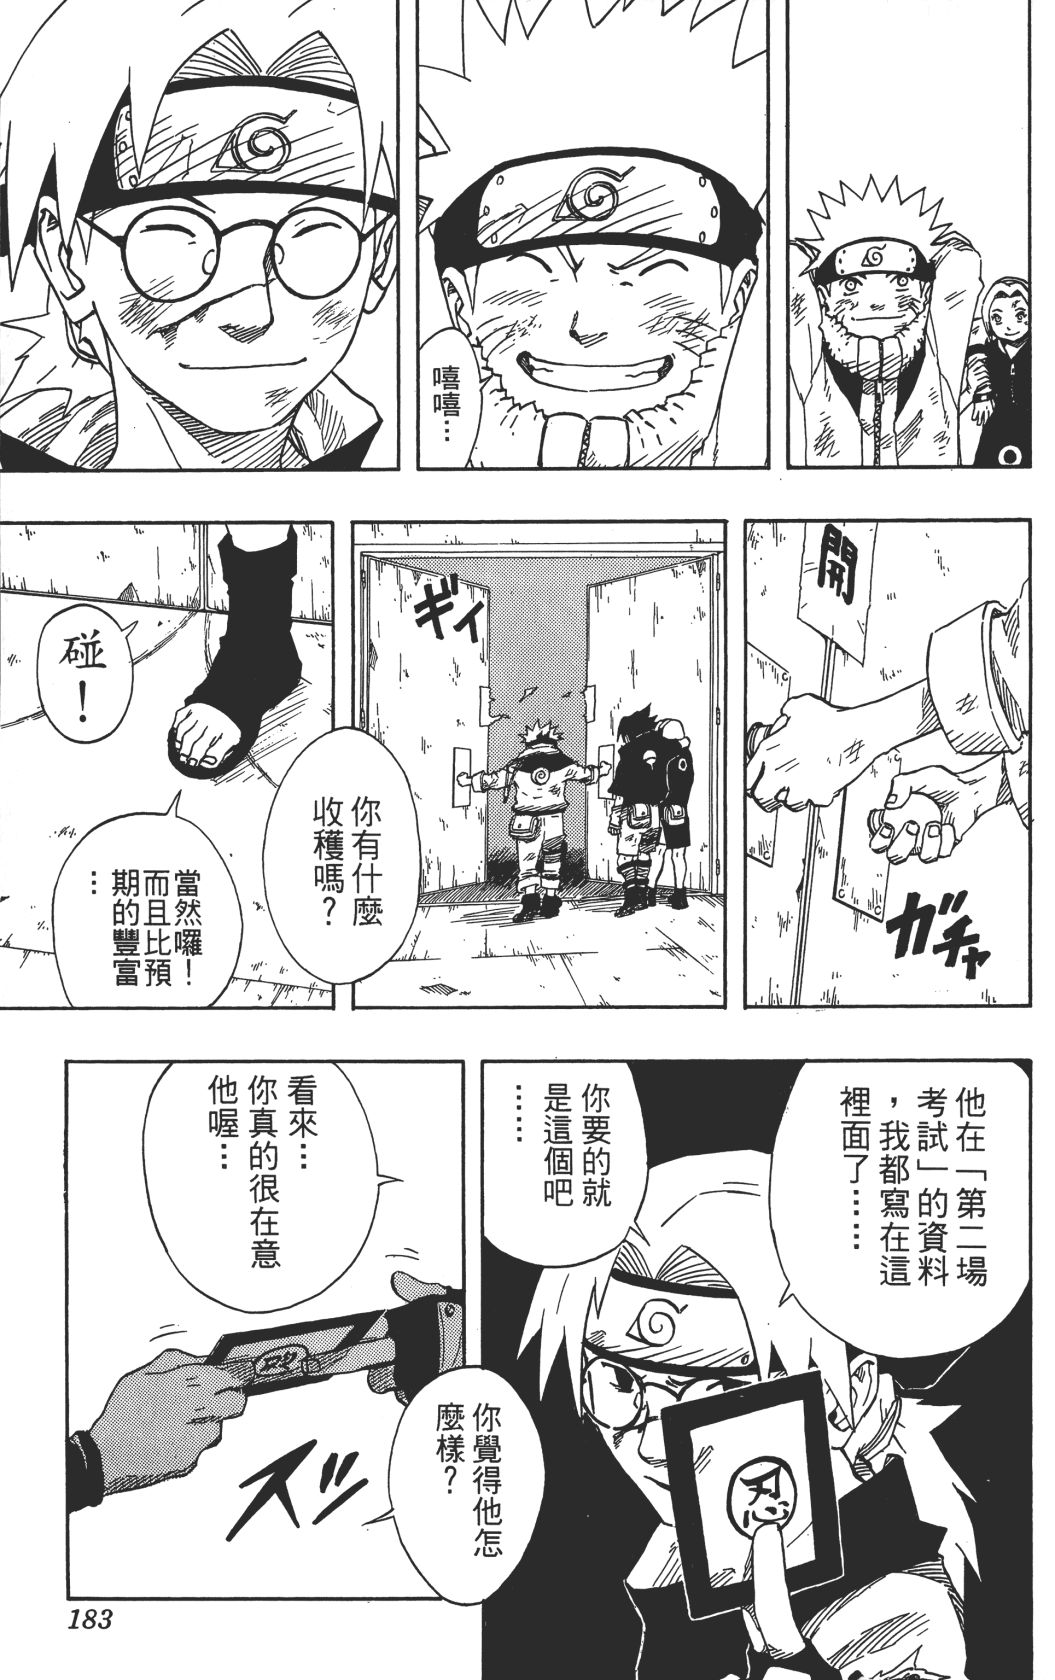 嘻嘻…
開
ガチャ
ギィ
碰！
你有什麼
收穫嗎？
當然囉！
而且比預
期的豐富
…
他在「第二場
考試」的資料
，我都寫在這
裡面了……
你要的就
是這個吧
……
忍
看來…
你真的很在意
他喔…
你覺得他怎
麼樣？
ズッ
183